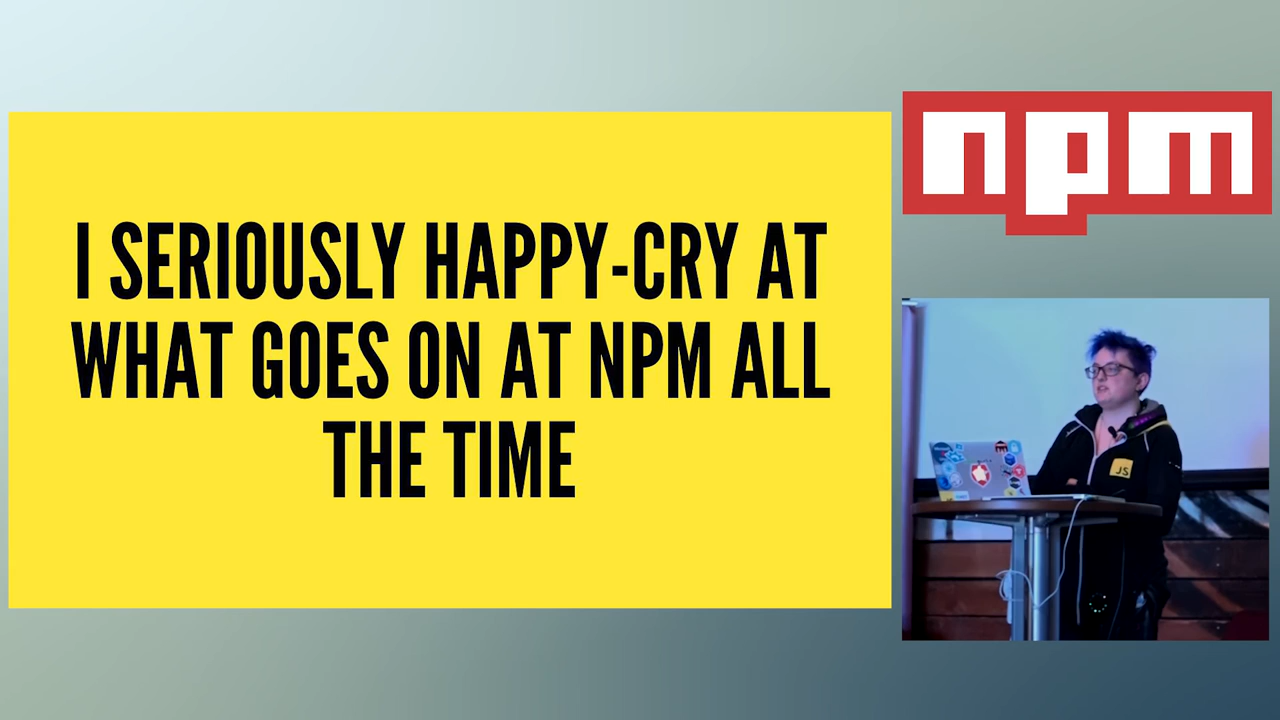 I SERIOUSLY HAPPY-CRY AT
WHAT GOES ON AT NPM ALL
THE TIME
npm
JS